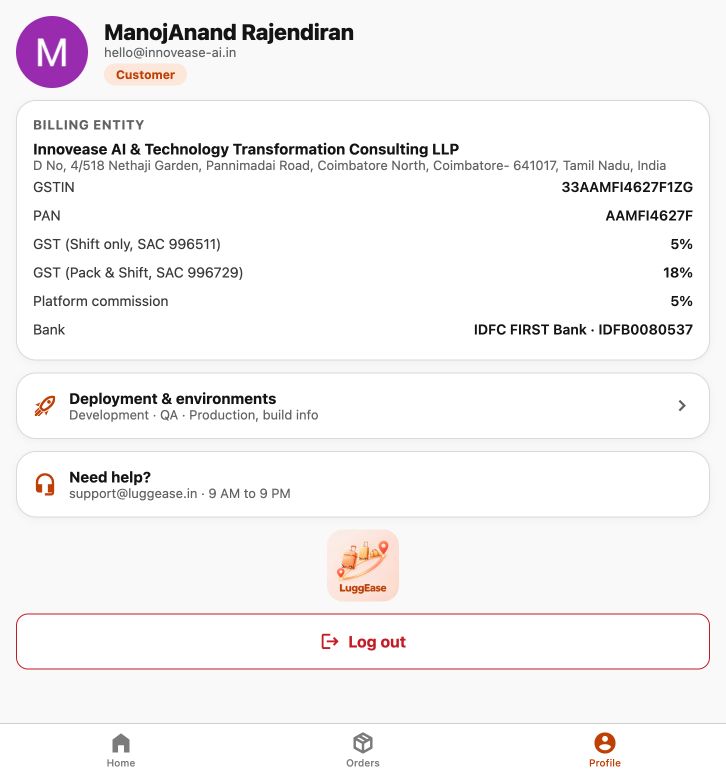 M
ManojAnand Rajendiran
hello@innovease-ai.in
Customer
BILLING ENTITY
Innovease AI & Technology Transformation Consulting LLP
D No, 4/518 Nethaji Garden, Pannimadai Road, Coimbatore North, Coimbatore- 641017, Tamil Nadu, India
GSTIN 33AAMFI4627F1ZG
PAN AAMFI4627F
GST (Shift only, SAC 996511) 5%
GST (Pack & Shift, SAC 996729) 18%
Platform commission 5%
Bank IDFC FIRST Bank · IDFB0080537
Deployment & environments
Development · QA · Production, build info
Need help?
support@luggease.in · 9 AM to 9 PM
LuggEase
Log out
Home Orders Profile